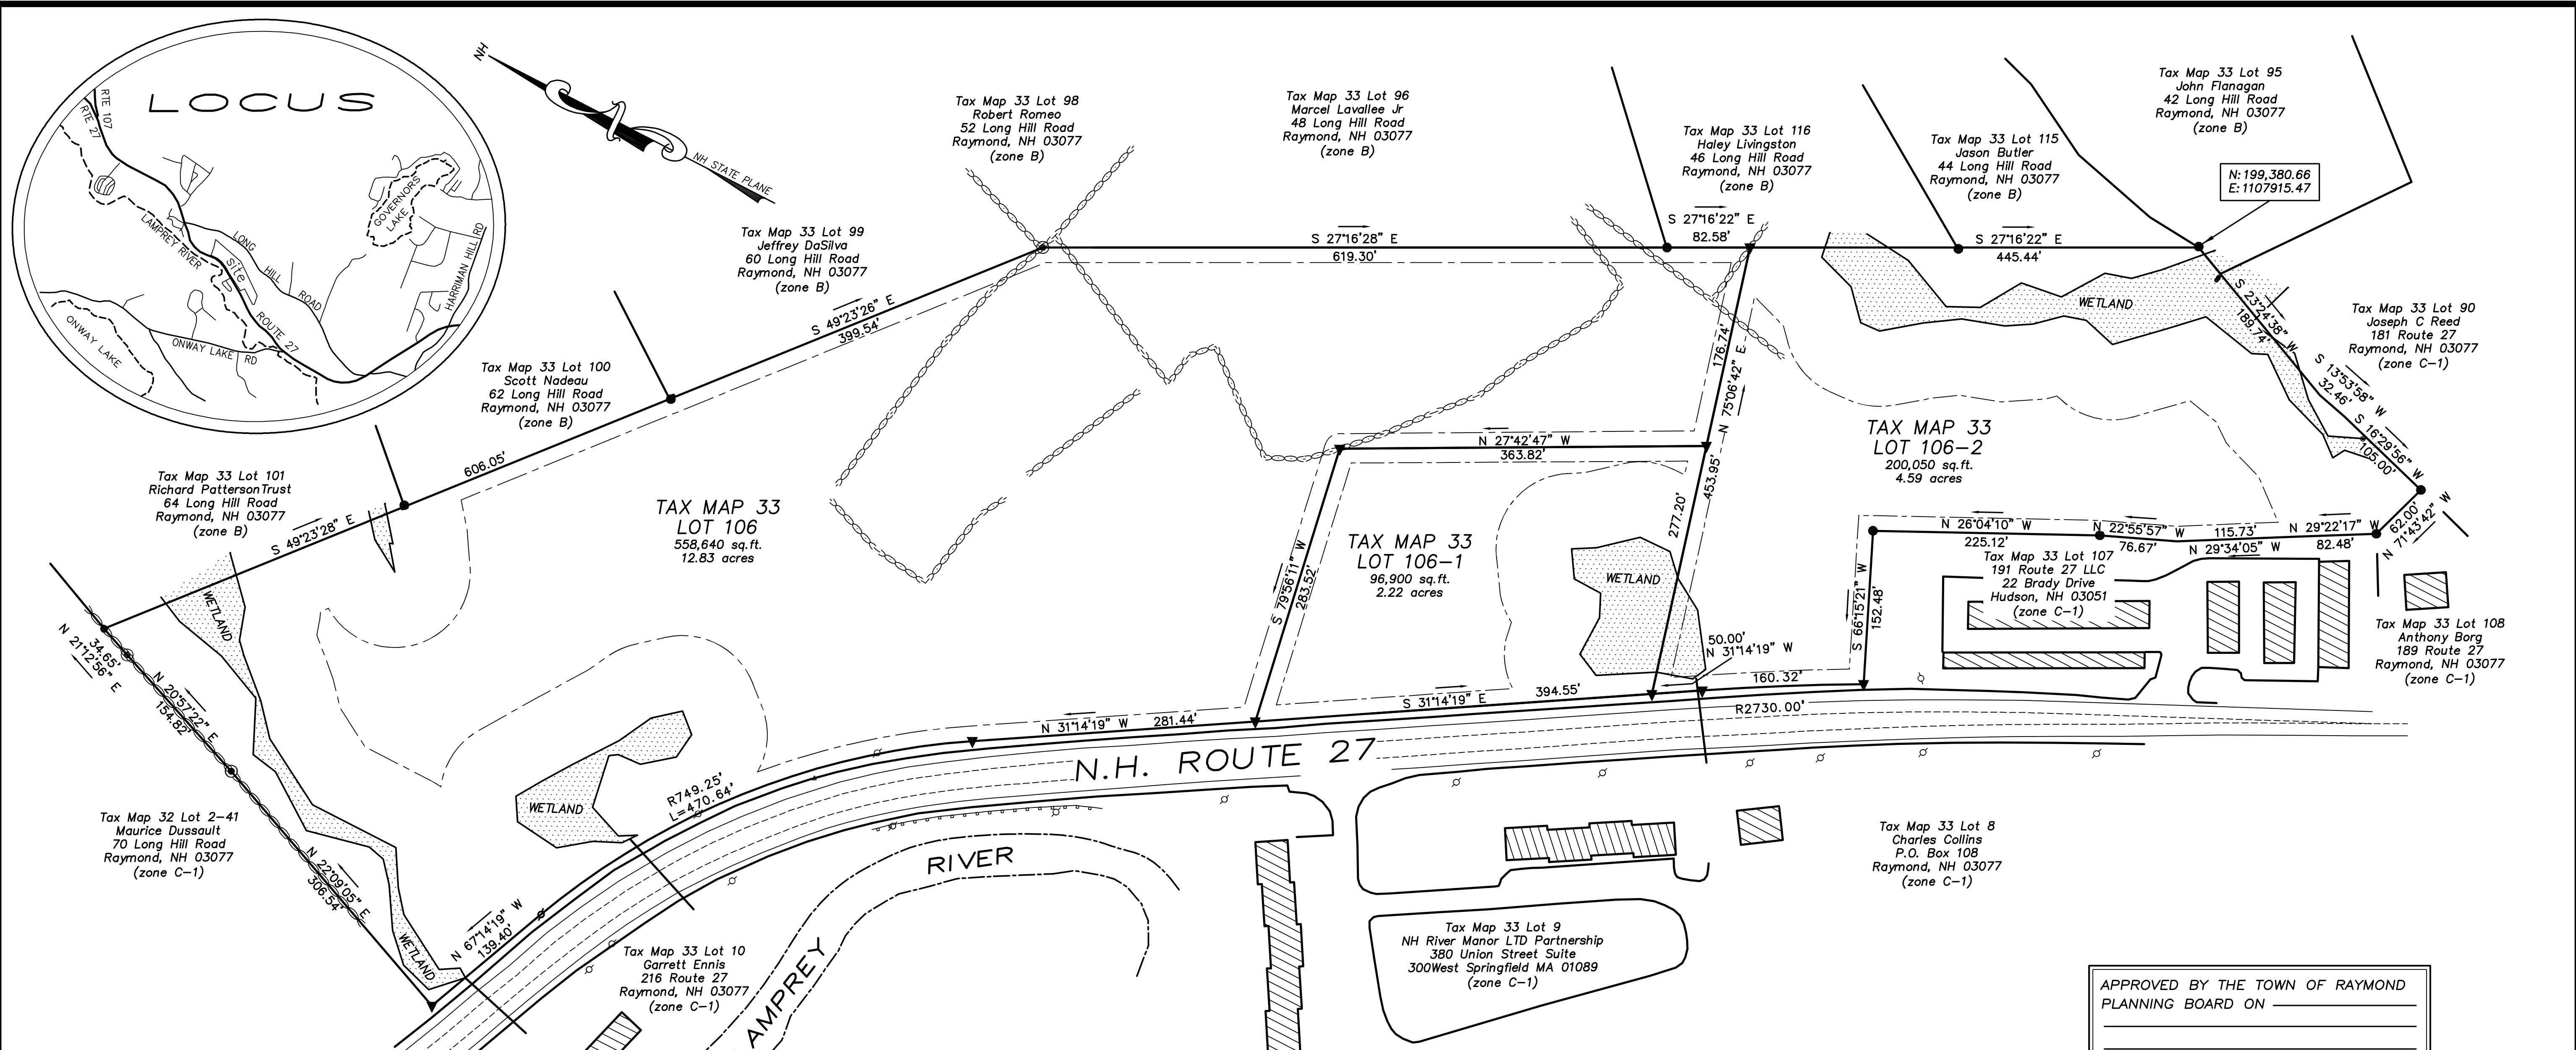 LOCUS
RTE 107
RTE 27
LAMPREY RIVER
LONG
HILL
ROAD
site
ROUTE 27
GOVERNORS
LAKE
HARRIMAN HILL RD
ONWAY LAKE
ONWAY LAKE RD
NH
NH STATE PLANE
Tax Map 33 Lot 98
Robert Romeo
52 Long Hill Road
Raymond, NH 03077
(zone B)
Tax Map 33 Lot 96
Marcel Lavallee Jr
48 Long Hill Road
Raymond, NH 03077
(zone B)
Tax Map 33 Lot 116
Haley Livingston
46 Long Hill Road
Raymond, NH 03077
(zone B)
Tax Map 33 Lot 115
Jason Butler
44 Long Hill Road
Raymond, NH 03077
(zone B)
Tax Map 33 Lot 95
John Flanagan
42 Long Hill Road
Raymond, NH 03077
(zone B)
N: 199,380.66
E: 1107915.47
Tax Map 33 Lot 99
Jeffrey DaSilva
60 Long Hill Road
Raymond, NH 03077
(zone B)
S 27°16'28" E
619.30'
S 27°16'22" E
82.58'
S 27°16'22" E
445.44'
S 49°23'26" E
399.54'
WETLAND
S 23°24'38" W
189.74'
Tax Map 33 Lot 90
Joseph C Reed
181 Route 27
Raymond, NH 03077
(zone C-1)
S 13°53'58" W
32.46'
S 16°29'56" W
105.00'
Tax Map 33 Lot 100
Scott Nadeau
62 Long Hill Road
Raymond, NH 03077
(zone B)
606.05'
176.74'
N 75°06'42" E
453.95'
277.20'
N 27°42'47" W
363.82'
TAX MAP 33
LOT 106-2
200,050 sq.ft.
4.59 acres
Tax Map 33 Lot 101
Richard PattersonTrust
64 Long Hill Road
Raymond, NH 03077
(zone B)
S 49°23'28" E
TAX MAP 33
LOT 106
558,640 sq.ft.
12.83 acres
S 79°56'11" W
283.52'
TAX MAP 33
LOT 106-1
96,900 sq.ft.
2.22 acres
WETLAND
N 26°04'10" W
225.12'
N 22°55'57" W
76.67'
115.73'
N 29°34'05" W
N 29°22'17" W
82.48'
62.00'
N 71°43'42" W
S 66°15'21" W
152.48'
Tax Map 33 Lot 107
191 Route 27 LLC
22 Brady Drive
Hudson, NH 03051
(zone C-1)
Tax Map 33 Lot 108
Anthony Borg
189 Route 27
Raymond, NH 03077
(zone C-1)
WETLAND
34.65'
N 21°12'56" E
N 20°57'22" E
154.82'
50.00'
N 31°14'19" W
160.32'
R2730.00'
S 31°14'19" E
394.55'
N 31°14'19" W
281.44'
N.H. ROUTE 27
R749.25'
L=470.64'
WETLAND
Tax Map 32 Lot 2-41
Maurice Dussault
70 Long Hill Road
Raymond, NH 03077
(zone C-1)
N 22°09'05" E
306.54'
WETLAND
N 67°14'19" W
139.40'
RIVER
AMPREY
Tax Map 33 Lot 10
Garrett Ennis
216 Route 27
Raymond, NH 03077
(zone C-1)
Tax Map 33 Lot 8
Charles Collins
P.O. Box 108
Raymond, NH 03077
(zone C-1)
Tax Map 33 Lot 9
NH River Manor LTD Partnership
380 Union Street Suite
300West Springfield MA 01089
(zone C-1)
APPROVED BY THE TOWN OF RAYMOND
PLANNING BOARD ON